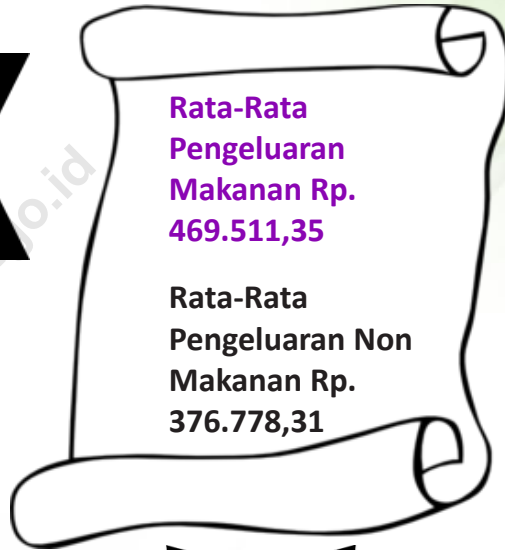 Rata-Rata
Pengeluaran
Makanan Rp.
469.511,35
Rata-Rata
Pengeluaran Non
Makanan Rp.
376.778,31